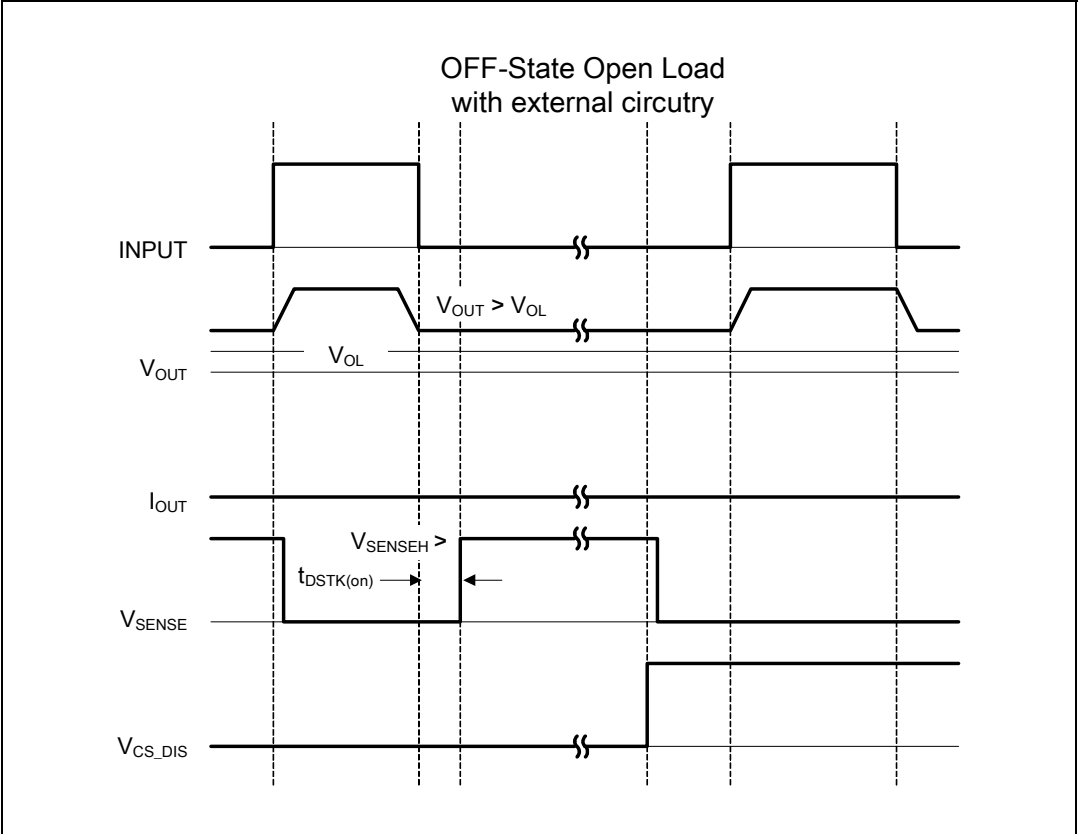 OFF-State Open Load
with external circutry
INPUT
V_OUT > V_OL
V_OL
V_OUT
I_OUT
V_SENSEH >
t_DSTK(on)
V_SENSE
V_CS_DIS